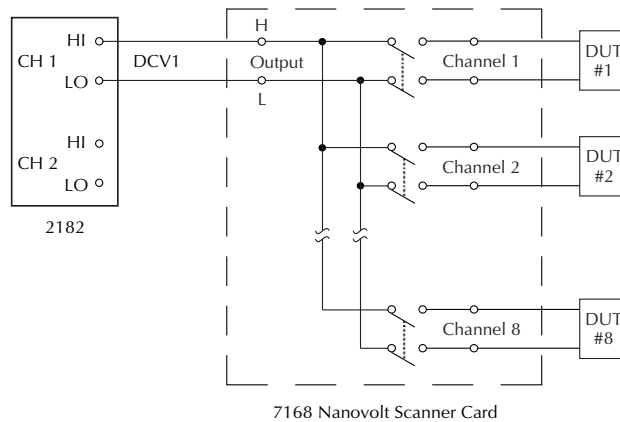 CH 1
HI
LO
CH 2
HI
LO
2182
DCV1
H
Output
L
Channel 1
DUT
#1
Channel 2
DUT
#2
Channel 8
DUT
#8
7168 Nanovolt Scanner Card